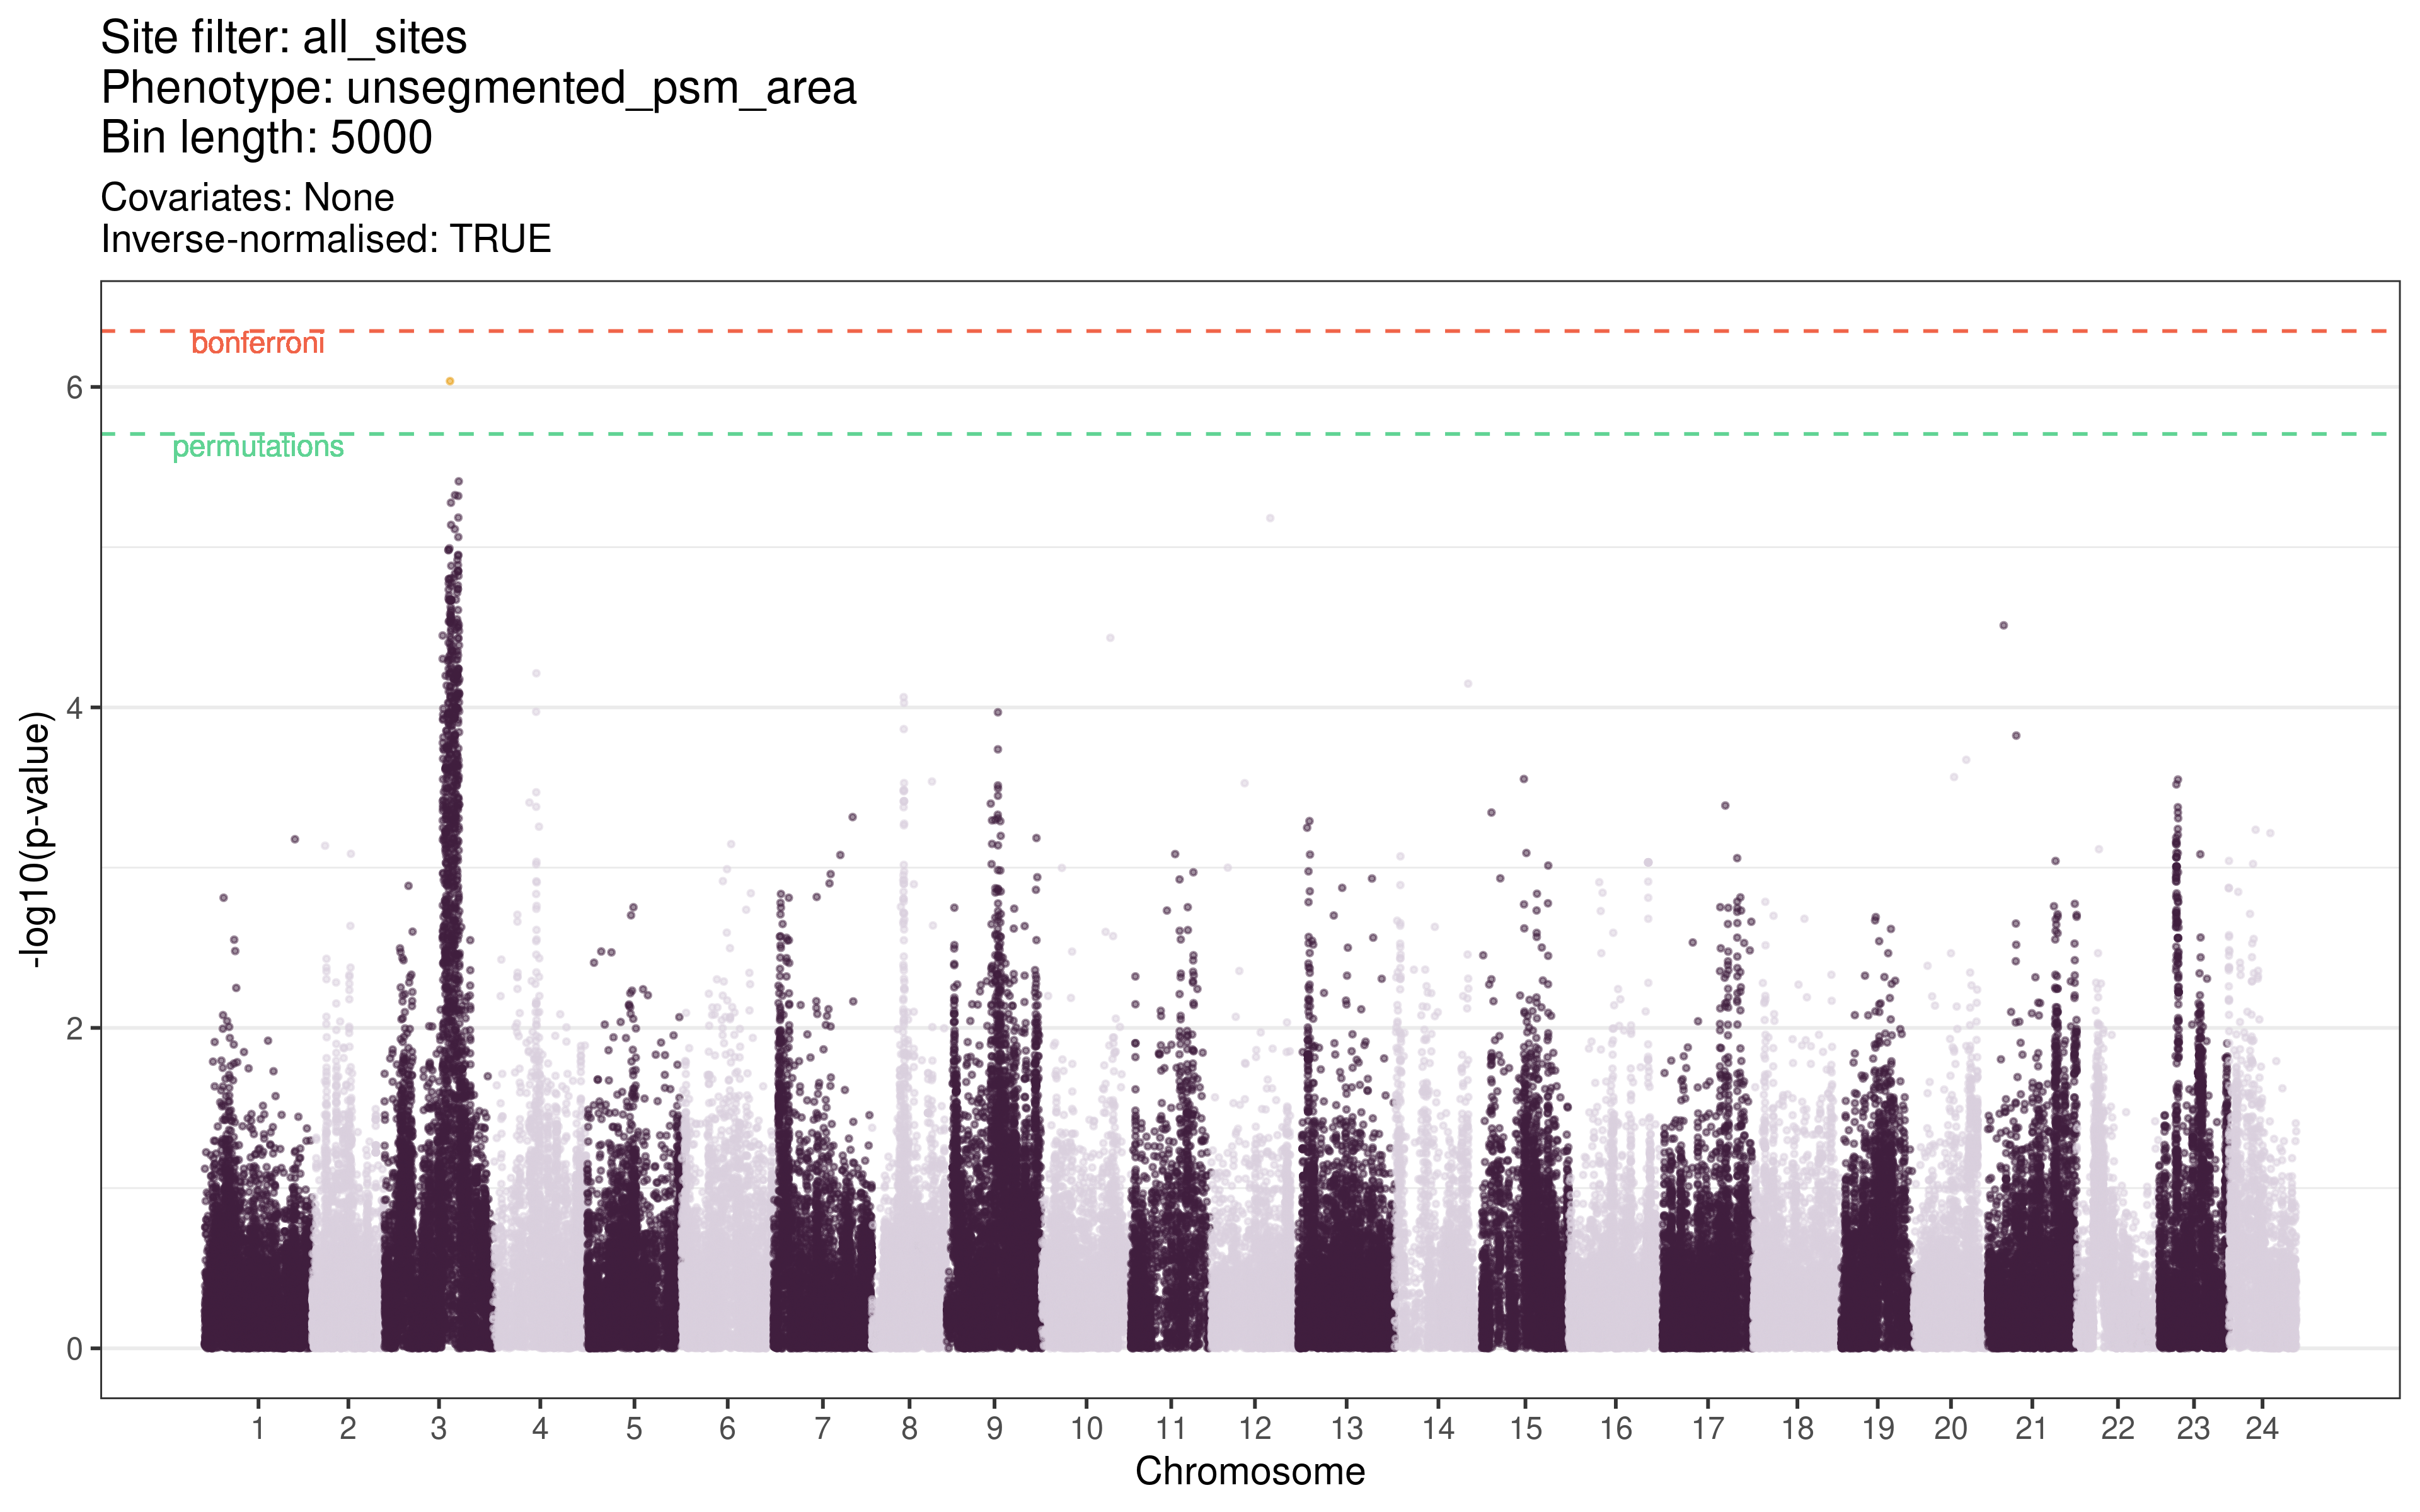 Site filter: all_sites
Phenotype: unsegmented_psm_area
Bin length: 5000
Covariates: None
Inverse-normalised: TRUE
bonferroni
6
permutations
4
-log10(p-value)
2
0
1 2 3 4 5 6 7 8 9 10 11 12 13 14 15 16 17 18 19 20 21 22 23 24
Chromosome